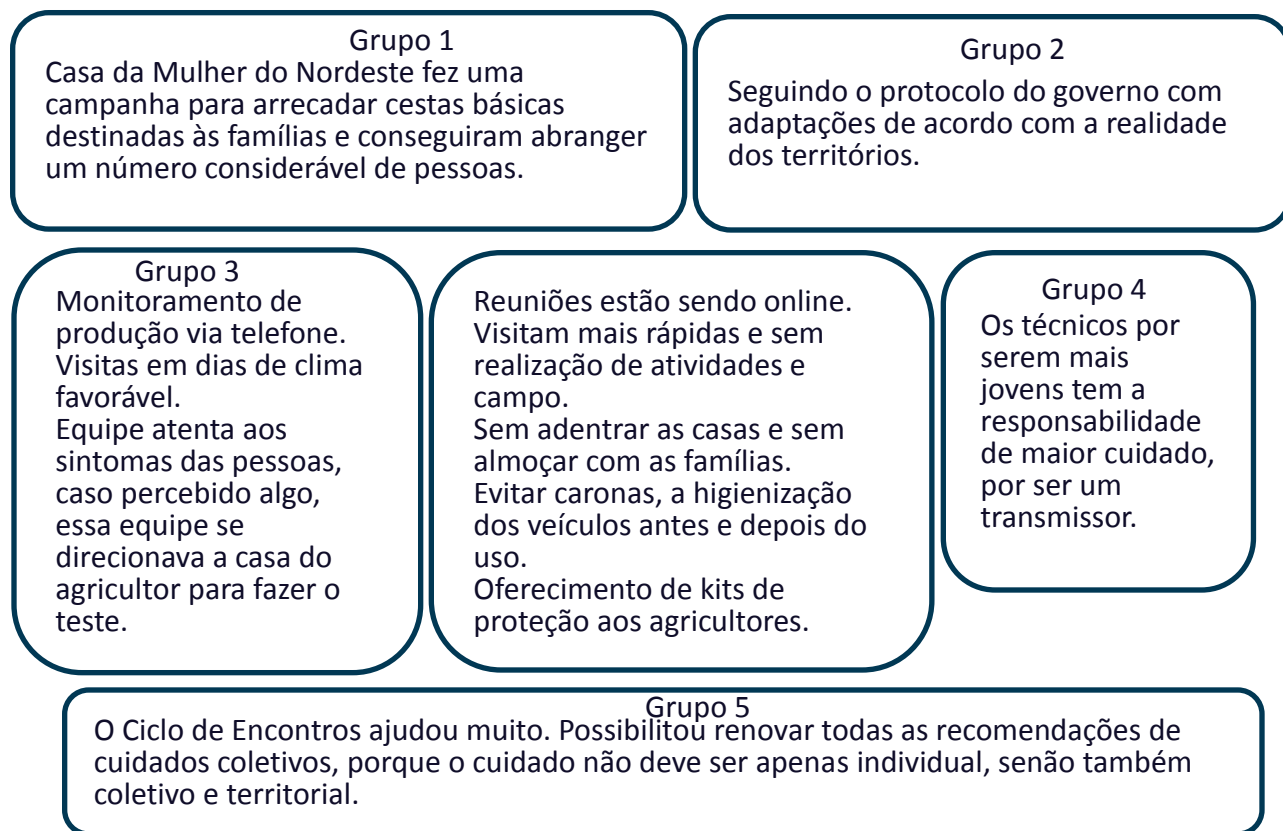 Grupo 1
Casa da Mulher do Nordeste fez uma
campanha para arrecadar cestas básicas
destinadas às famílias e conseguiram abranger
um número considerável de pessoas.
Grupo 2
Seguindo o protocolo do governo com
adaptações de acordo com a realidade
dos territórios.
Grupo 3
Monitoramento de
produção via telefone.
Visitas em dias de clima
favorável.
Equipe atenta aos
sintomas das pessoas,
caso percebido algo,
essa equipe se
direcionava a casa do
agricultor para fazer o
teste.
Reuniões estão sendo online.
Visitam mais rápidas e sem
realização de atividades e
campo.
Sem adentrar as casas e sem
almoçar com as famílias.
Evitar caronas, a higienização
dos veículos antes e depois do
uso.
Oferecimento de kits de
proteção aos agricultores.
Grupo 4
Os técnicos por
serem mais
jovens tem a
responsabilidade
de maior cuidado,
por ser um
transmissor.
Grupo 5
O Ciclo de Encontros ajudou muito. Possibilitou renovar todas as recomendações de
cuidados coletivos, porque o cuidado não deve ser apenas individual, senão também
coletivo e territorial.